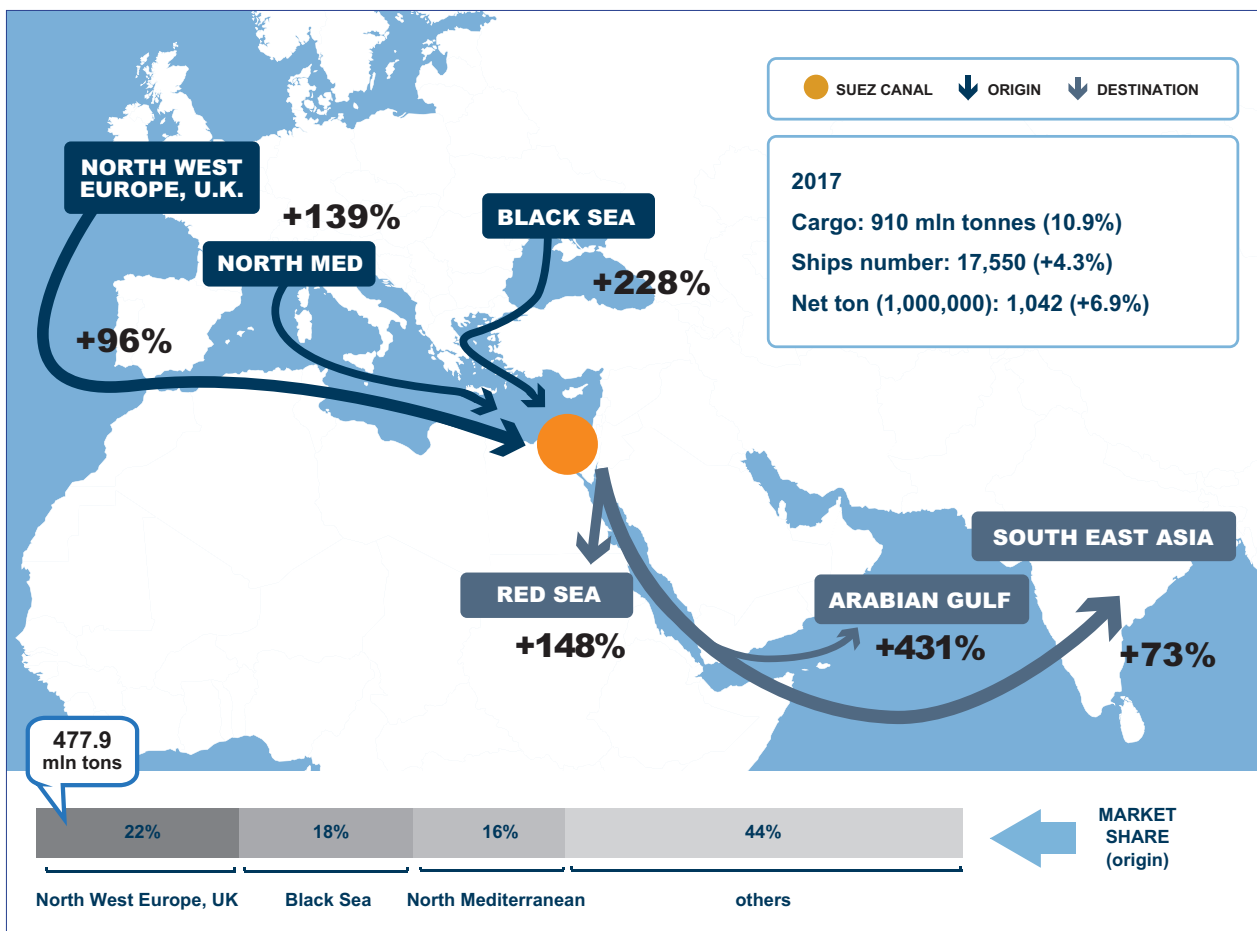 SUEZ CANAL
ORIGIN
DESTINATION
2017
Cargo: 910 mln tonnes (10.9%)
Ships number: 17,550 (+4.3%)
Net ton (1,000,000): 1,042 (+6.9%)
NORTH WEST
EUROPE, U.K.
+139%
BLACK SEA
NORTH MED
+228%
+96%
SOUTH EAST ASIA
RED SEA
ARABIAN GULF
+148%
+431%
+73%
477.9
mln tons
22%
18%
16%
44%
MARKET
SHARE
(origin)
North West Europe, UK
Black Sea
North Mediterranean
others